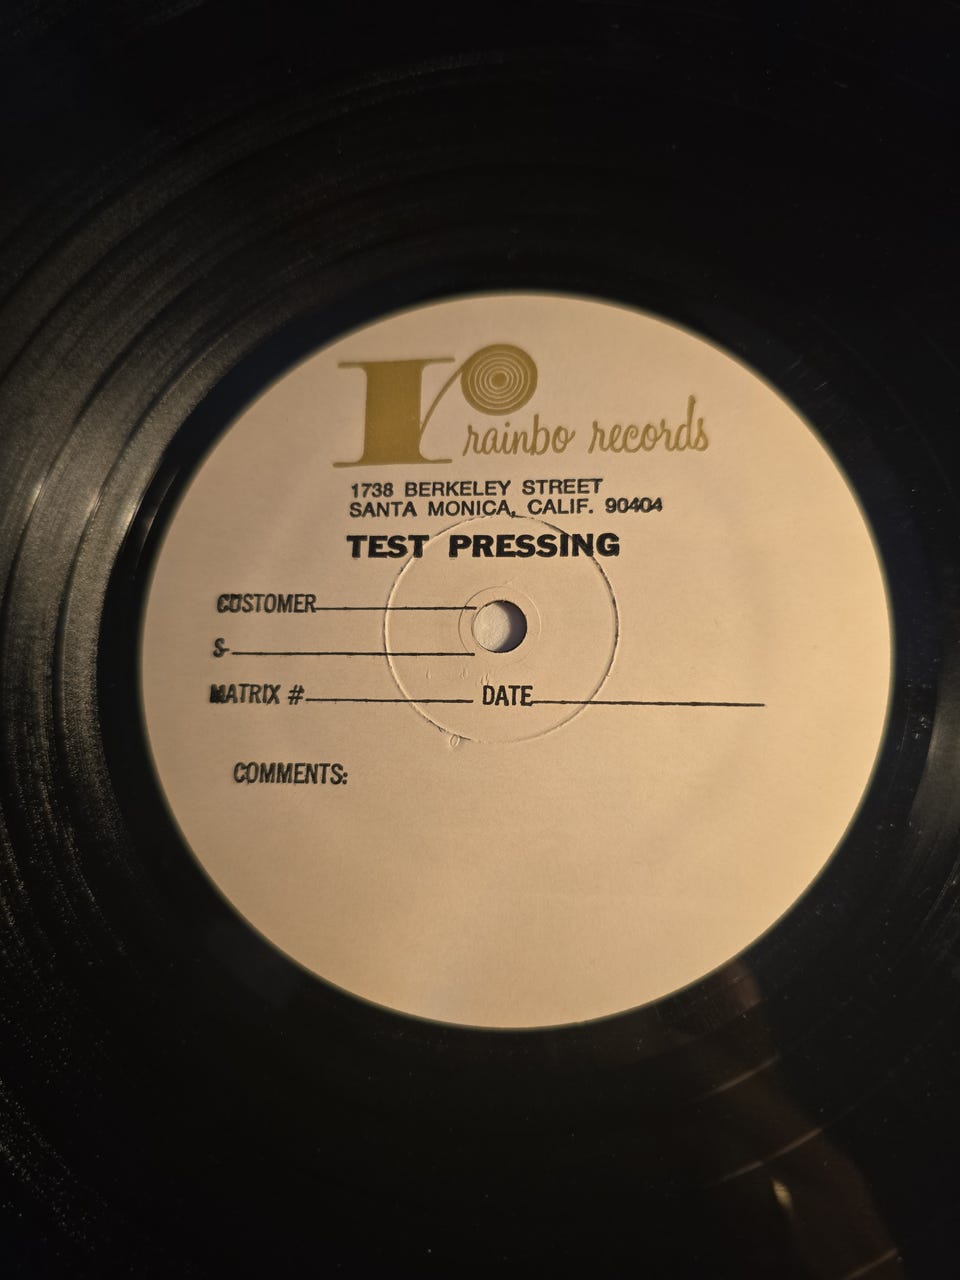 r
rainbo records
1738 BERKELEY STREET
SANTA MONICA, CALIF. 90404
TEST PRESSING
CUSTOMER
&
MATRIX # DATE
COMMENTS: